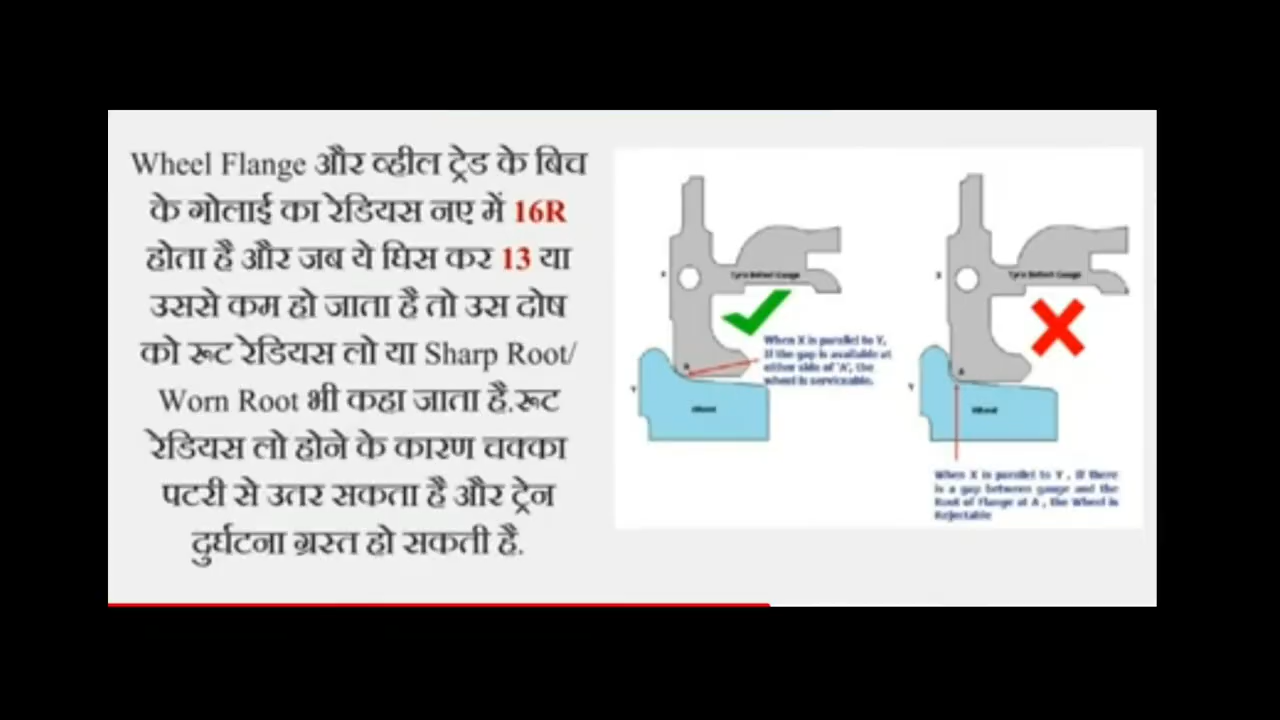 Wheel Flange और व्हील ट्रेड के बिच
के गोलाई का रेडियस नए में 16R
होता है और जब ये घिस कर 13 या
उससे कम हो जाता है तो उस दोष
को रूट रेडियस लो या Sharp Root/
Worn Root भी कहा जाता है.रूट
रेडियस लो होने के कारण चक्का
पटरी से उतर सकता है और ट्रेन
दुर्घटना ग्रस्त हो सकती है.
X
Tyre Defect Gauge
When X is parallel to Y,
If the gap is available at
either side of 'A', the
wheel is serviceable.
A
Y
Wheel
X
Tyre Defect Gauge
A
Y
Wheel
When X is parallel to Y , If there
is a gap between gauge and the
Root of Flange at A , the Wheel is
Rejectable